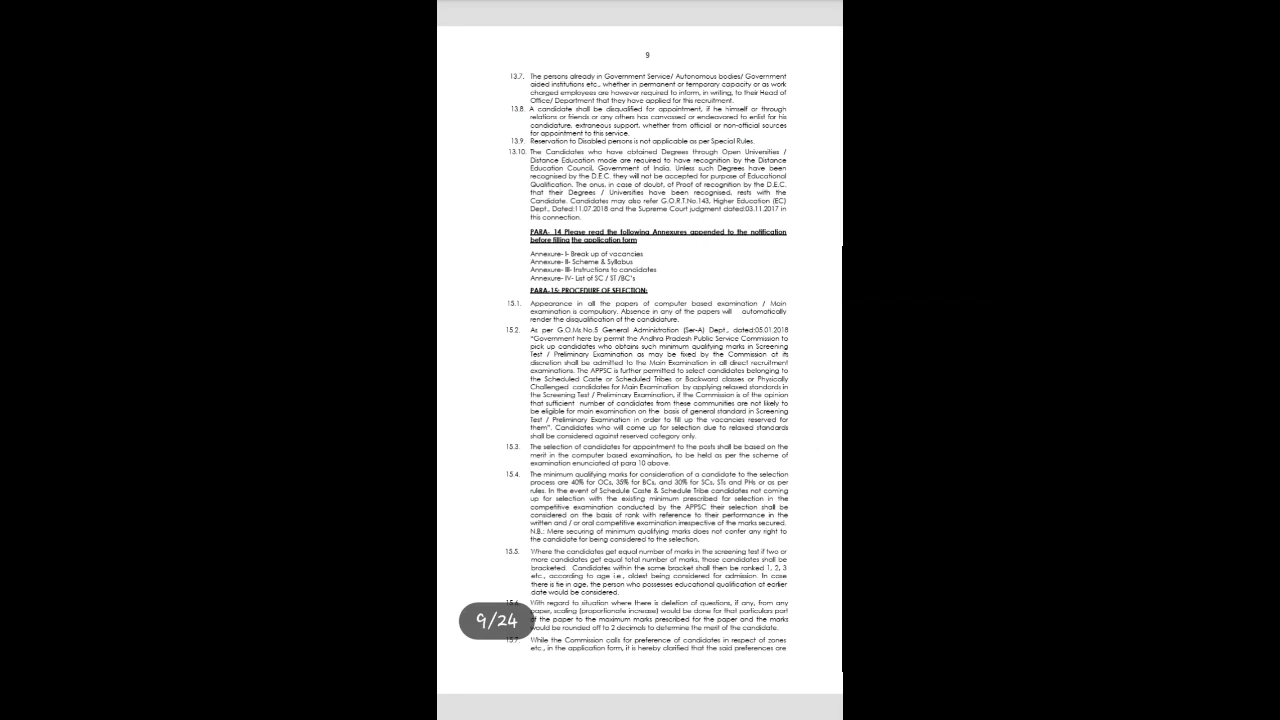 9
13.7. The persons already in Government Service/ Autonomous bodies/ Government
aided institutions etc., whether in permanent or temporary capacity or as work
charged employees are however required to inform, in writing, to their Head of
Office/ Department that they have applied for this recruitment.
13.8. A candidate shall be disqualified for appointment, if he himself or through
relations or friends or any others has canvassed or endeavored to enlist for his
candidature, extraneous support, whether from official or non-official sources
for appointment to this service.
13.9. Reservation to Disabled persons is not applicable as per Special Rules.
13.10. The Candidates who have obtained Degrees through Open Universities /
Distance Education mode are required to have recognition by the Distance
Education Council, Government of India. Unless such Degrees have been
recognised by the D.E.C. they will not be accepted for purpose of Educational
Qualification. The onus, in case of doubt, of Proof of recognition by the D.E.C.
that their Degrees / Universities have been recognised, rests with the
Candidate. Candidates may also refer G.O.R.T.No.143, Higher Education (EC)
Dept., Dated:11.07.2018 and the Supreme Court judgment dated:03.11.2017 in
this connection.
PARA- 14 Please read the following Annexures appended to the notification
before filling the application form
Annexure- I- Break up of vacancies
Annexure- II- Scheme & Syllabus
Annexure- III- Instructions to candidates
Annexure- IV- List of SC / ST /BC's
PARA-15: PROCEDURE OF SELECTION:
15.1. Appearance in all the papers of computer based examination / Main
examination is compulsory. Absence in any of the papers will automatically
render the disqualification of the candidature.
15.2. As per G.O.Ms.No.5 General Administration (Ser-A) Dept., dated:05.01.2018
"Government here by permit the Andhra Pradesh Public Service Commission to
pick up candidates who obtains such minimum qualifying marks in Screening
Test / Preliminary Examination as may be fixed by the Commission at its
discretion shall be admitted to the Main Examination in all direct recruitment
examinations. The APPSC is further permitted to select candidates belonging to
the Scheduled Caste or Scheduled Tribes or Backward classes or Physically
Challenged candidates for Main Examination by applying relaxed standards in
the Screening Test / Preliminary Examination, if the Commission is of the opinion
that sufficient number of candidates from these communities are not likely to
be eligible for main examination on the basis of general standard in Screening
Test / Preliminary Examination in order to fill up the vacancies reserved for
them". Candidates who will come up for selection due to relaxed standards
shall be considered against reserved category only.
15.3. The selection of candidates for appointment to the posts shall be based on the
merit in the computer based examination, to be held as per the scheme of
examination enunciated at para 10 above.
15.4. The minimum qualifying marks for consideration of a candidate to the selection
process are 40% for OCs, 35% for BCs, and 30% for SCs, STs and PHs or as per
rules. In the event of Schedule Caste & Schedule Tribe candidates not coming
up for selection with the existing minimum prescribed for selection in the
competitive examination conducted by the APPSC their selection shall be
considered on the basis of rank with reference to their performance in the
written and / or oral competitive examination irrespective of the marks secured.
N.B.: Mere securing of minimum qualifying marks does not confer any right to
the candidate for being considered to the selection.
15.5. Where the candidates get equal number of marks in the screening test if two or
more candidates get equal total number of marks, those candidates shall be
bracketed. Candidates within the same bracket shall then be ranked 1, 2, 3
etc., according to age i.e., oldest being considered for admission. In case
there is tie in age, the person who possesses educational qualification at earlier
date would be considered.
15.6. With regard to situation where there is deletion of questions, if any, from any
paper, scaling (proportionate increase) would be done for that particulars part
of the paper to the maximum marks prescribed for the paper and the marks
would be rounded off to 2 decimals to determine the merit of the candidate.
9/24
15.7. While the Commission calls for preference of candidates in respect of zones
etc., in the application form, it is hereby clarified that the said preferences are